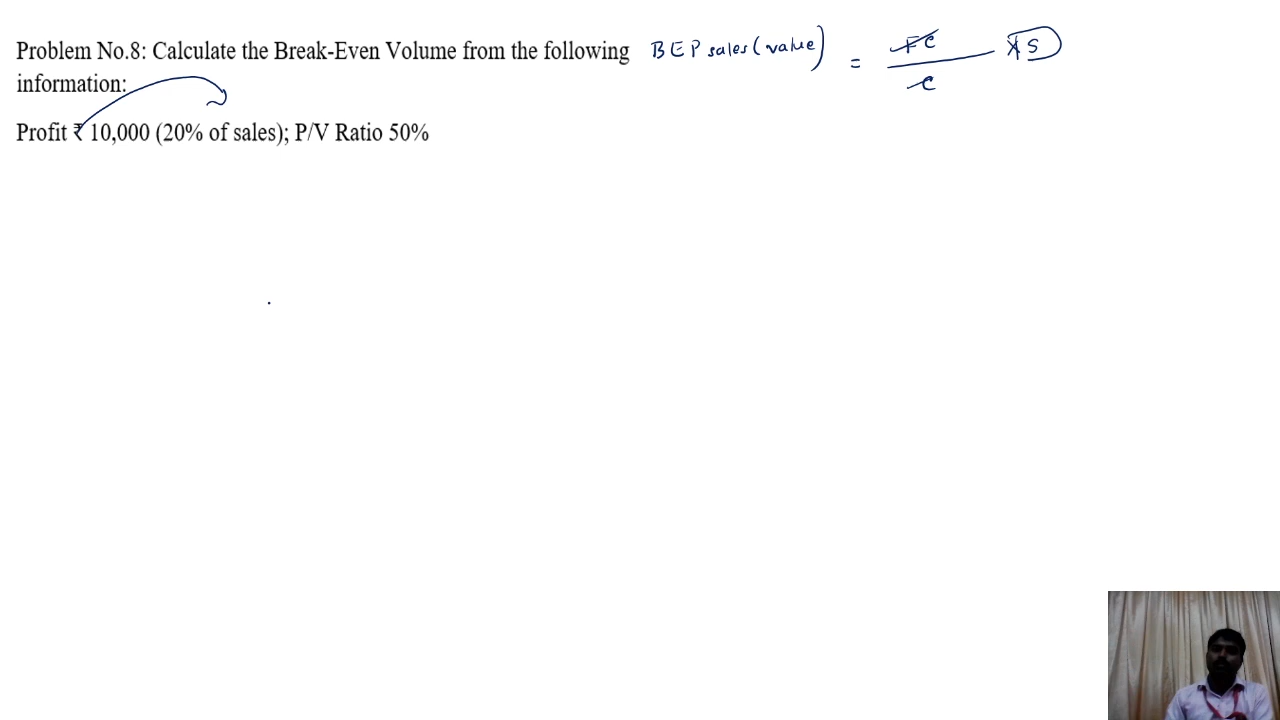 Problem No.8: Calculate the Break-Even Volume from the following
information:
Profit ₹ 10,000 (20% of sales); P/V Ratio 50%
BEP sales (value) = FC / C × S